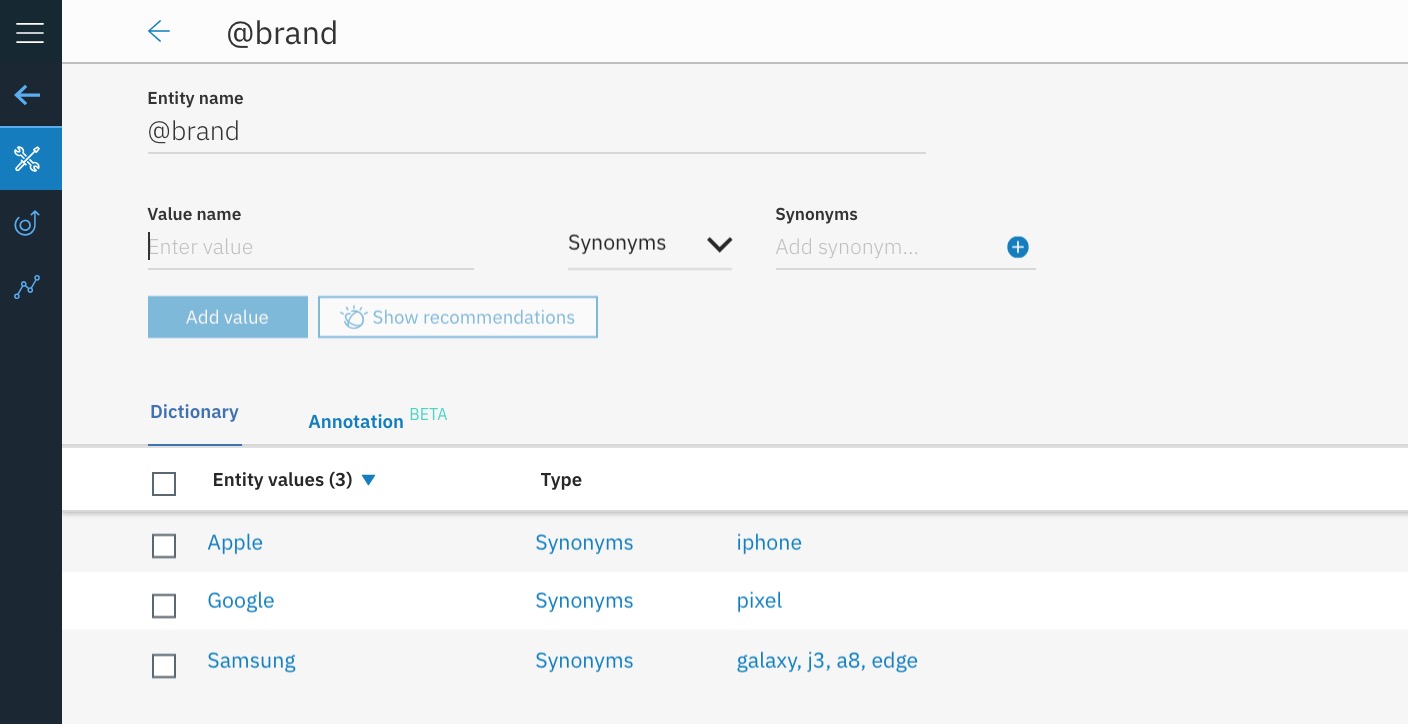 @brand
Entity name
@brand
Value name
Synonyms
Enter value
Synonyms
Add synonym...
Add value
Show recommendations
Dictionary
Annotation BETA
Entity values (3) Type
Apple Synonyms iphone
Google Synonyms pixel
Samsung Synonyms galaxy, j3, a8, edge